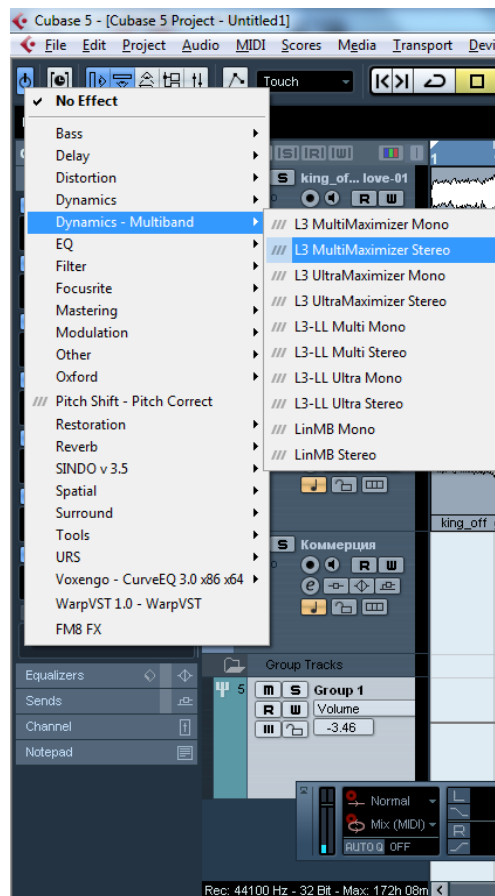 Cubase 5 - [Cubase 5 Project - Untitled1]
File Edit Project Audio MIDI Scores Media Transport Devi
Touch
No Effect
Bass
Delay
Distortion
Dynamics
Dynamics - Multiband
EQ
Filter
Focusrite
Mastering
Modulation
Other
Oxford
Pitch Shift - Pitch Correct
Restoration
Reverb
SINDO v 3.5
Spatial
Surround
Tools
URS
Voxengo - CurveEQ 3.0 x86 x64
WarpVST 1.0 - WarpVST
FM8 FX
L3 MultiMaximizer Mono
L3 MultiMaximizer Stereo
L3 UltraMaximizer Mono
L3 UltraMaximizer Stereo
L3-LL Multi Mono
L3-LL Multi Stereo
L3-LL Ultra Mono
L3-LL Ultra Stereo
LinMB Mono
LinMB Stereo
S R W
1
S king_of... love-01
R W
king_off
S Коммерция
R W
e
Group Tracks
5 m S Group 1
R W Volume
-3.46
Equalizers
Sends
Channel
Notepad
Normal
L
Mix (MIDI)
R
AUTO Q OFF
Rec: 44100 Hz - 32 Bit - Max: 172h 08m